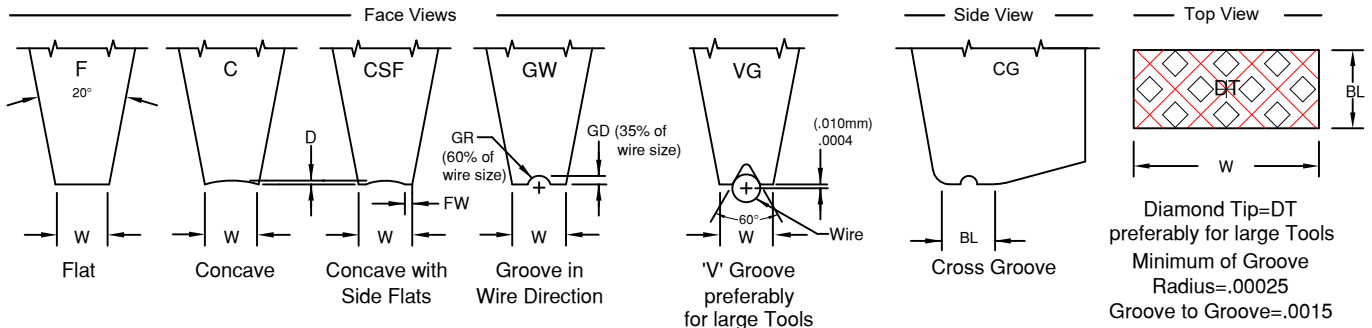 Face Views
Side View
Top View
F
20°
C
CSF
GW
VG
CG
DT
BL
D
GR
(60% of
wire size)
GD (35% of
wire size)
(.010mm)
.0004
FW
60°
Wire
W
W
W
W
W
BL
W
Flat
Concave
Concave with
Side Flats
Groove in
Wire Direction
'V' Groove
preferably
for large Tools
Cross Groove
Diamond Tip=DT
preferably for large Tools
Minimum of Groove
Radius=.00025
Groove to Groove=.0015